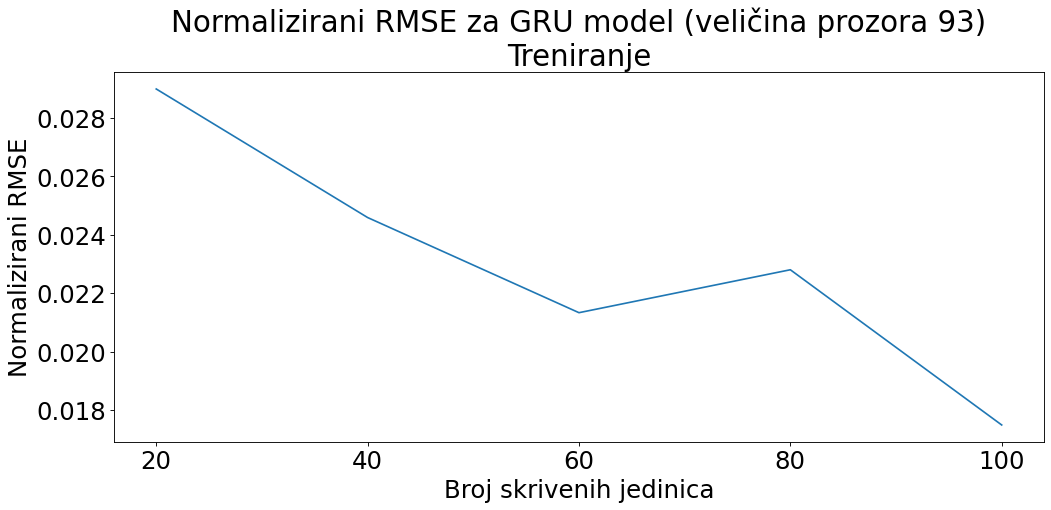 Normalizirani RMSE za GRU model (veličina prozora 93)
Treniranje
Normalizirani RMSE
0.028
0.026
0.024
0.022
0.020
0.018
20 40 60 80 100
Broj skrivenih jedinica